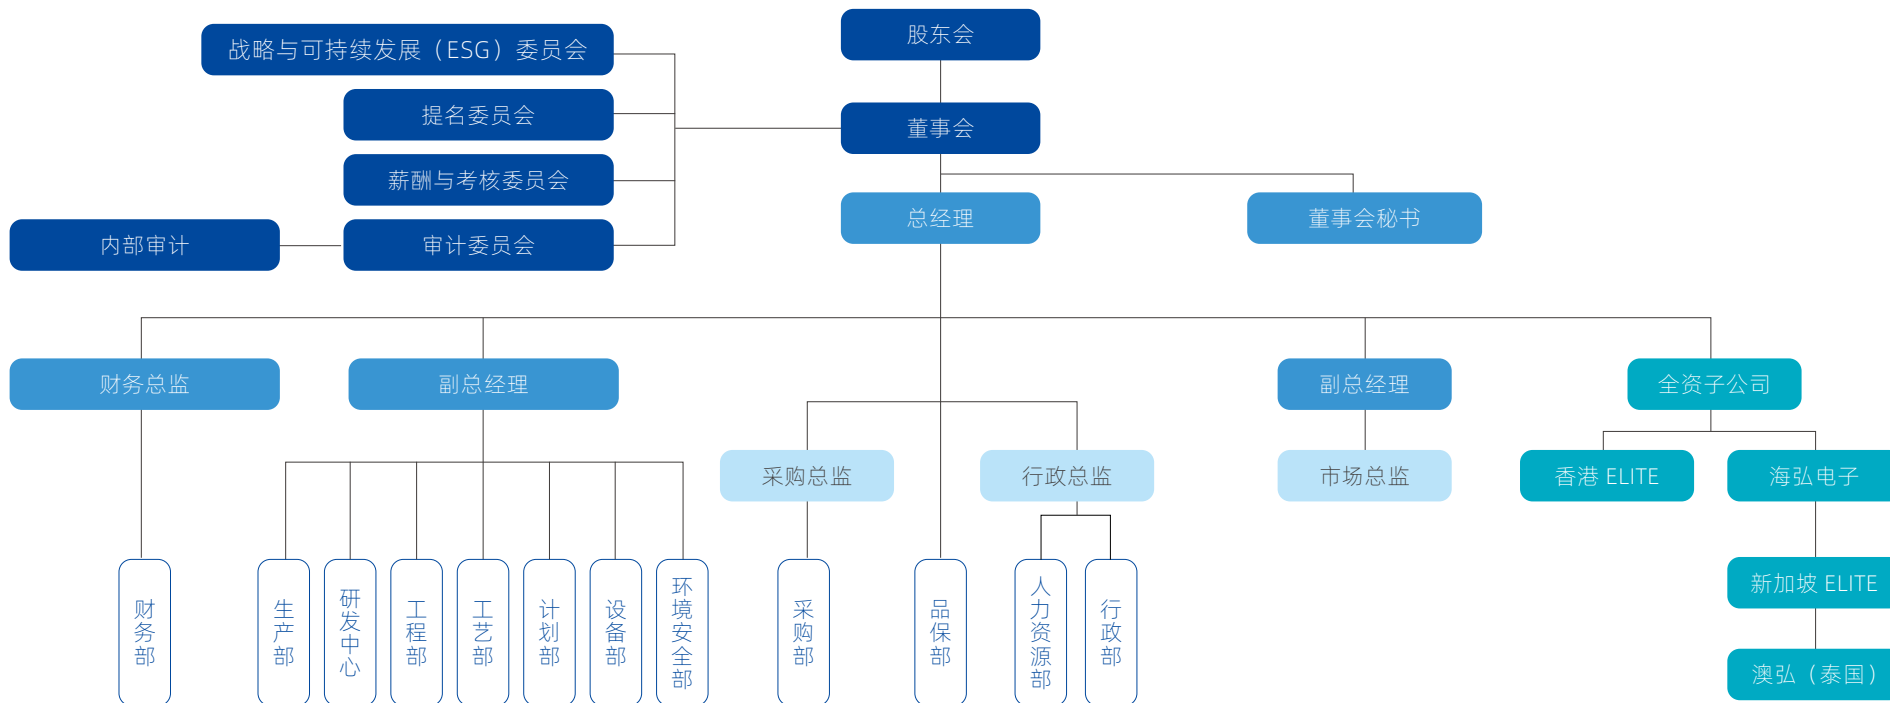 股东会
战略与可持续发展（ESG）委员会
提名委员会
董事会
薪酬与考核委员会
总经理
董事会秘书
内部审计
审计委员会
财务总监
副总经理
副总经理
全资子公司
采购总监
行政总监
市场总监
香港 ELITE
海弘电子
新加坡 ELITE
澳弘（泰国）
财务部
生产部
研发中心
工程部
工艺部
计划部
设备部
环境安全部
采购部
品保部
人力资源部
行政部